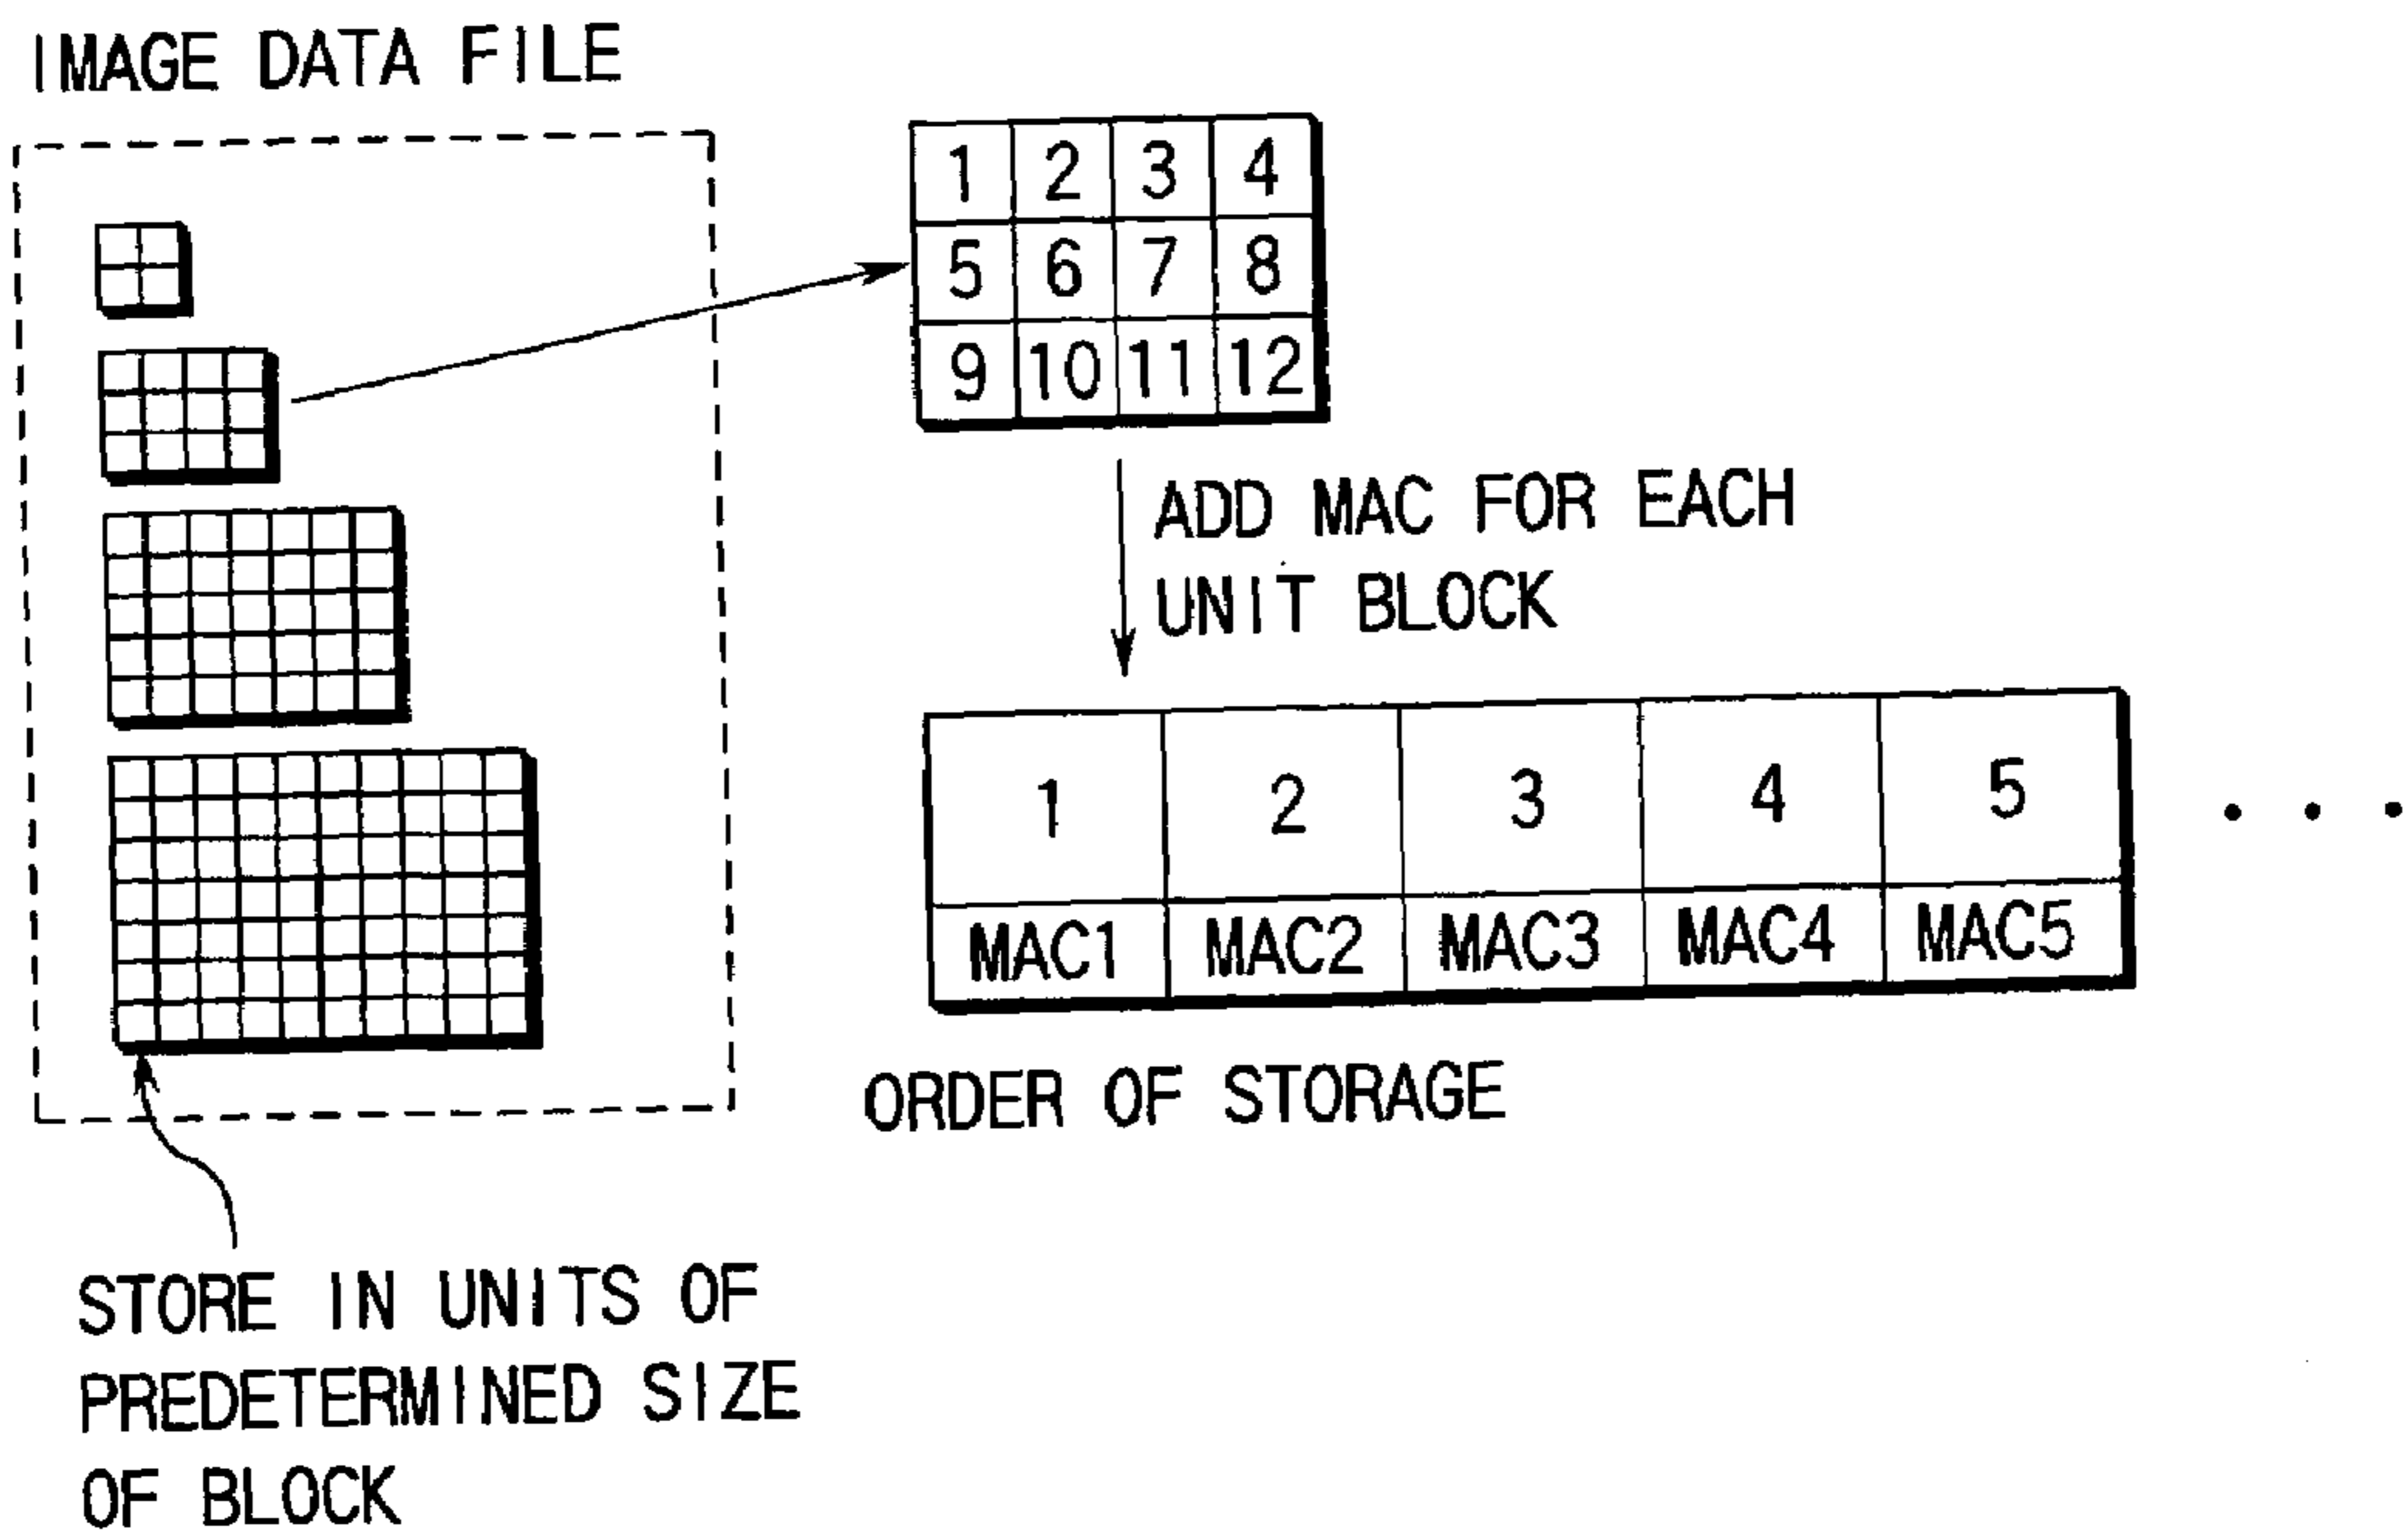 IMAGE DATA FILE
1 2 3 4
5 6 7 8
9 10 11 12
ADD MAC FOR EACH
UNIT BLOCK
1 2 3 4 5 . . .
MAC1 MAC2 MAC3 MAC4 MAC5
ORDER OF STORAGE
STORE IN UNITS OF
PREDETERMINED SIZE
OF BLOCK